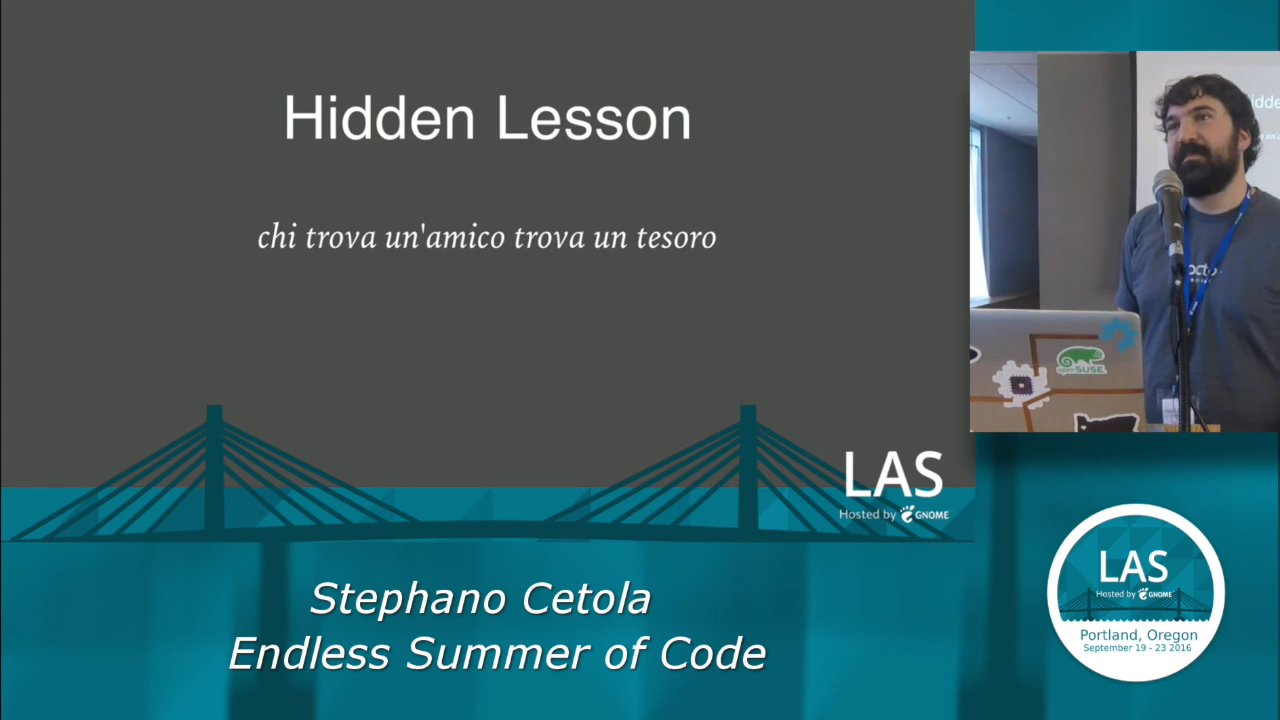 Hidden Lesson
chi trova un'amico trova un tesoro
LAS
Hosted by GNOME
Stephano Cetola
Endless Summer of Code
openSUSE
LAS
Hosted by GNOME
Portland, Oregon
September 19 - 23 2016